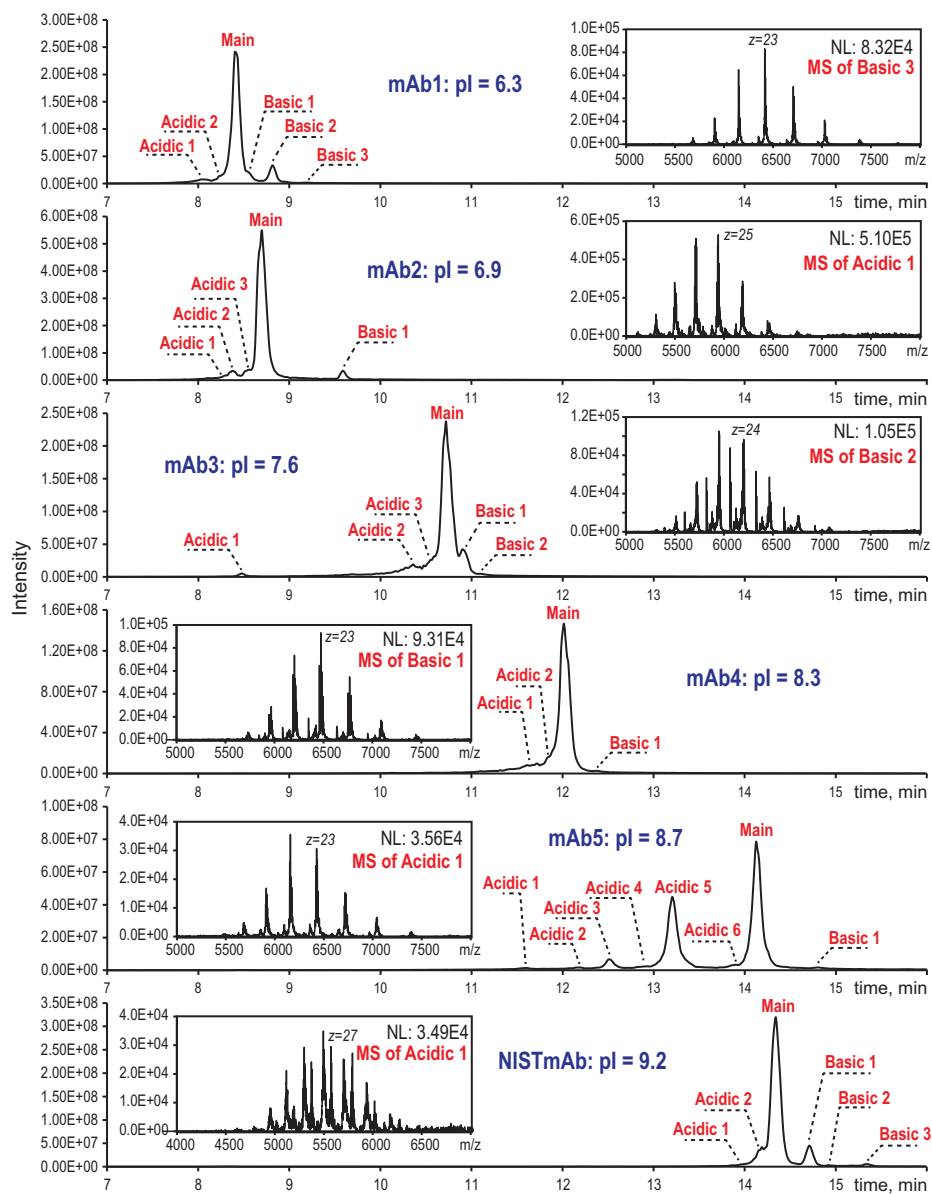 Intensity
3.00E+08
2.50E+08
2.00E+08
1.50E+08
1.00E+08
5.00E+07
0.00E+00
Main
mAb1: pI = 6.3
Acidic 2
Acidic 1
Basic 1
Basic 2
Basic 3
1.0E+05
8.0E+04
6.0E+04
4.0E+04
2.0E+04
0.0E+00
z=23
NL: 8.32E4
MS of Basic 3
5000 5500 6000 6500 7000 7500 m/z
7 8 9 10 11 12 13 14 15 time, min
6.00E+08
5.00E+08
4.00E+08
3.00E+08
2.00E+08
1.00E+08
0.00E+00
Main
mAb2: pI = 6.9
Acidic 3
Acidic 2
Acidic 1
Basic 1
6.0E+05
4.0E+05
2.0E+05
0.0E+00
z=25
NL: 5.10E5
MS of Acidic 1
5000 5500 6000 6500 7000 7500 m/z
7 8 9 10 11 12 13 14 15 time, min
2.50E+08
2.00E+08
1.50E+08
1.00E+08
5.00E+07
0.00E+00
Main
mAb3: pI = 7.6
Acidic 1
Acidic 3
Acidic 2
Basic 1
Basic 2
1.2E+05
8.0E+04
4.0E+04
0.0E+00
z=24
NL: 1.05E5
MS of Basic 2
5000 5500 6000 6500 7000 7500 m/z
7 8 9 10 11 12 13 14 15 time, min
1.60E+08
1.20E+08
8.00E+07
4.00E+07
0.00E+00
1.0E+05
8.0E+04
6.0E+04
4.0E+04
2.0E+04
0.0E+00
z=23
NL: 9.31E4
MS of Basic 1
5000 5500 6000 6500 7000 7500 m/z
Main
mAb4: pI = 8.3
Acidic 2
Acidic 1
Basic 1
7 8 9 10 11 12 13 14 15 time, min
1.00E+08
8.00E+07
6.00E+07
4.00E+07
2.00E+07
0.00E+00
4.0E+04
3.0E+04
2.0E+04
1.0E+04
0.0E+00
z=23
NL: 3.56E4
MS of Acidic 1
5000 5500 6000 6500 7000 7500 m/z
mAb5: pI = 8.7
Main
Acidic 1
Acidic 2
Acidic 3
Acidic 4
Acidic 5
Acidic 6
Basic 1
7 8 9 10 11 12 13 14 15 time, min
3.50E+08
3.00E+08
2.50E+08
2.00E+08
1.50E+08
1.00E+08
5.00E+07
0.00E+00
4.0E+04
3.0E+04
2.0E+04
1.0E+04
0.0E+00
z=27
NL: 3.49E4
MS of Acidic 1
4000 4500 5000 5500 6000 6500 m/z
Main
NISTmAb: pI = 9.2
Acidic 2
Acidic 1
Basic 1
Basic 2
Basic 3
7 8 9 10 11 12 13 14 15 time, min